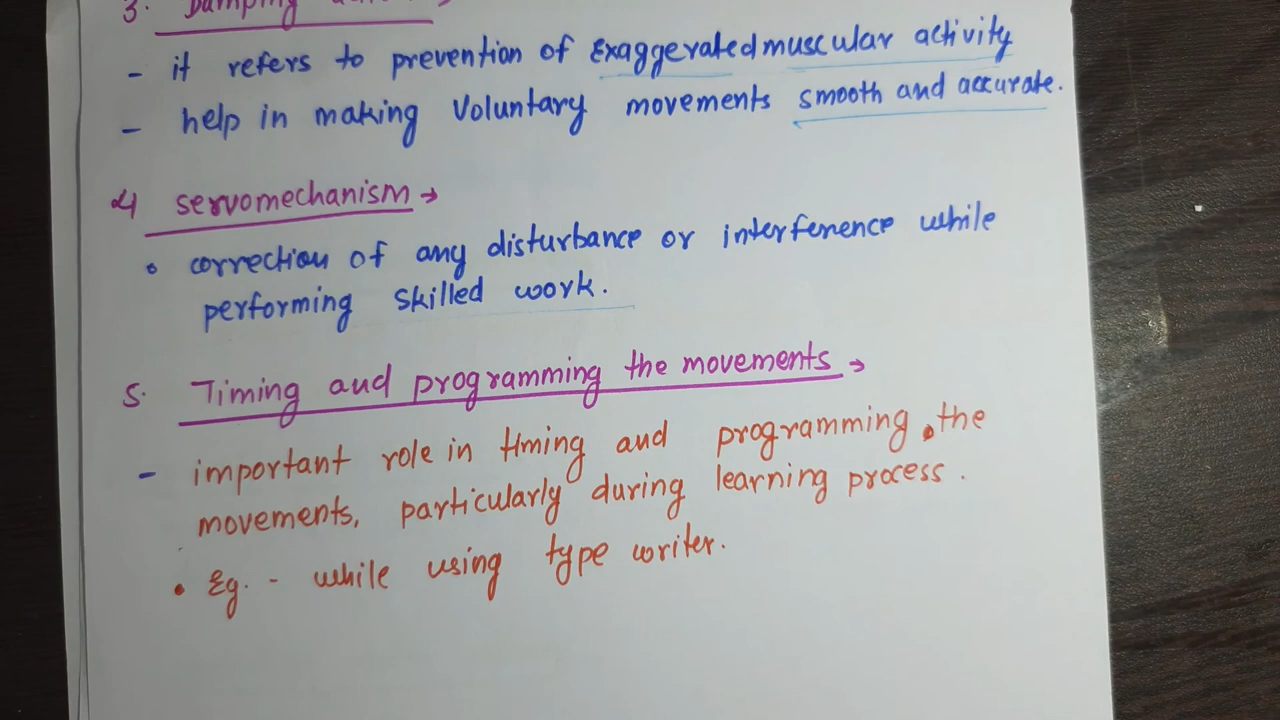 3. Damping
- it refers to prevention of Exaggerated muscular activity
- help in making Voluntary movements smooth and accurate.
4 servomechanism →
• correction of any disturbance or interference while
performing skilled work.
5. Timing and programming the movements →
- important role in timing and programming the
movements, particularly during learning process.
• Eg. - while using type writer.